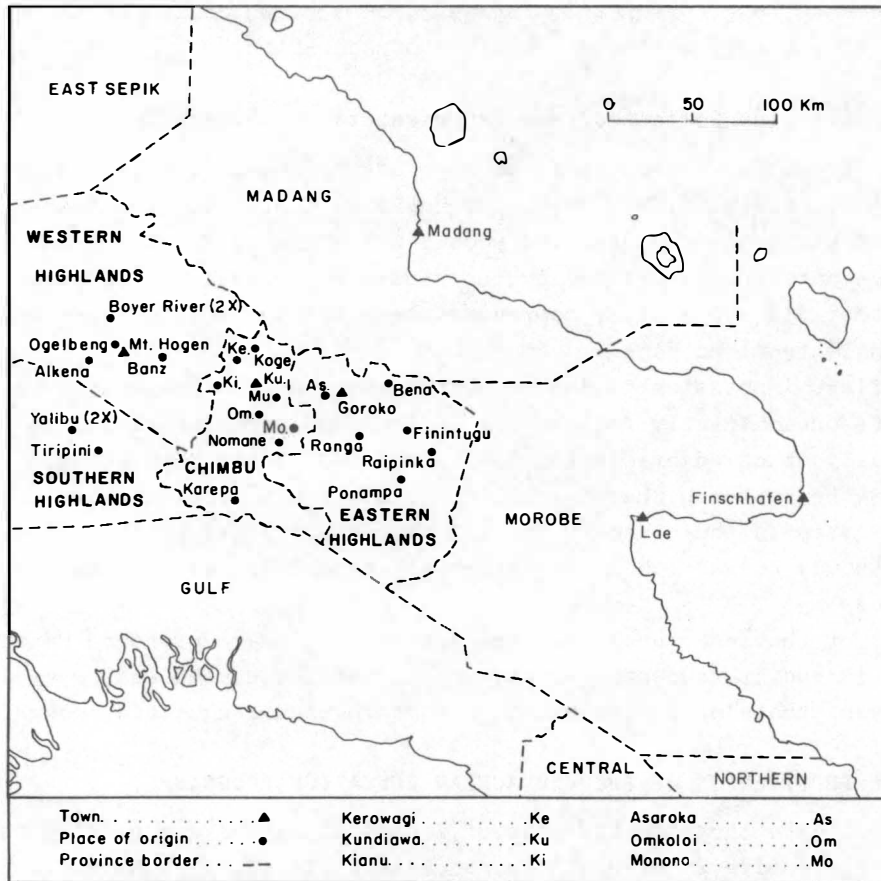 EAST SEPIK
0 50 100 Km
MADANG
Madang
WESTERN
HIGHLANDS
Boyer River (2X)
Ogelbeng
Mt. Hogen
Banz
Alkena
Ke.
Koge
Ki.
Ku.
Mu
As.
Goroko
Bena
Om.
Mo.
Yalibu (2X)
Nomane
Ranga
Finintugu
Tiripini
Raipinka
CHIMBU
SOUTHERN
HIGHLANDS
Karepa
Ponampa
EASTERN
HIGHLANDS
MOROBE
Finschhafen
Lae
GULF
CENTRAL
NORTHERN
Town
Place of origin
Province border
Kerowagi Ke
Kundiawa Ku
Kianu Ki
Asaroka As
Omkoloi Om
Monono Mo